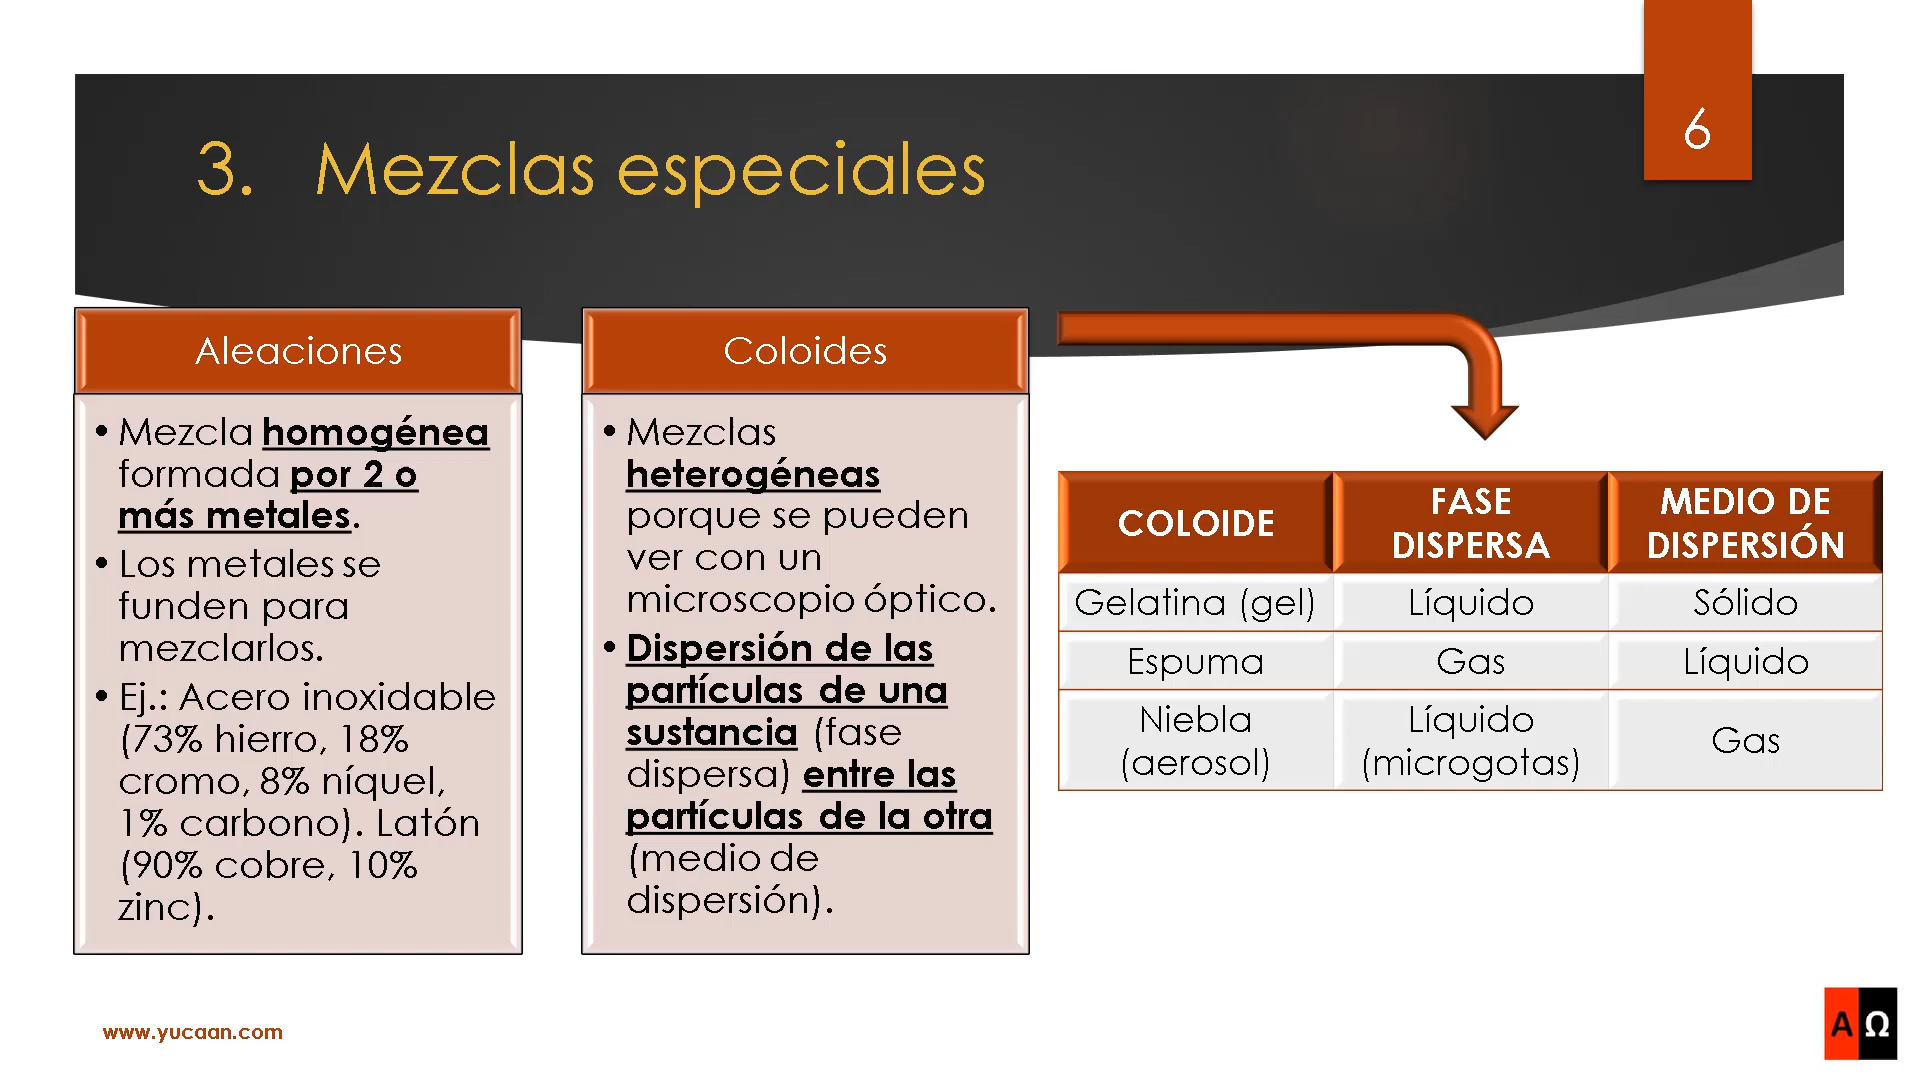 6
3. Mezclas especiales
Aleaciones
• Mezcla homogénea
formada por 2 o
más metales.
• Los metales se
funden para
mezclarlos.
• Ej.: Acero inoxidable
(73% hierro, 18%
cromo, 8% níquel,
1% carbono). Latón
(90% cobre, 10%
zinc).
Coloides
• Mezclas
heterogéneas
porque se pueden
ver con un
microscopio óptico.
• Dispersión de las
partículas de una
sustancia (fase
dispersa) entre las
partículas de la otra
(medio de
dispersión).
COLOIDE
FASE
DISPERSA
MEDIO DE
DISPERSIÓN
Gelatina (gel)
Líquido
Sólido
Espuma
Gas
Líquido
Niebla
(aerosol)
Líquido
(microgotas)
Gas
www.yucaan.com
Α Ω